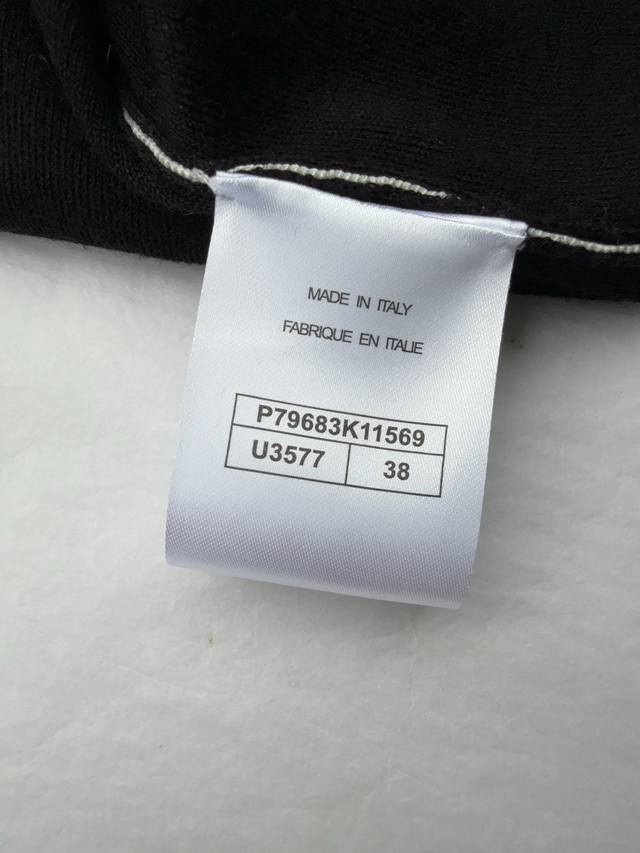 MADE IN ITALY
FABRIQUE EN ITALIE
P79683K11569
U3577 38